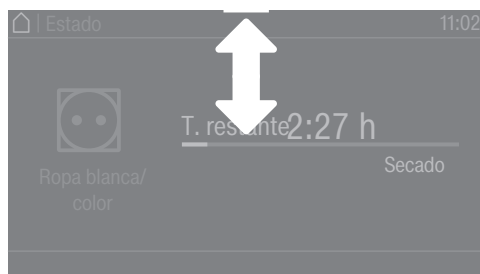 | Estado 11:02
T. restante 2:27 h
Secado
Ropa blanca/
color